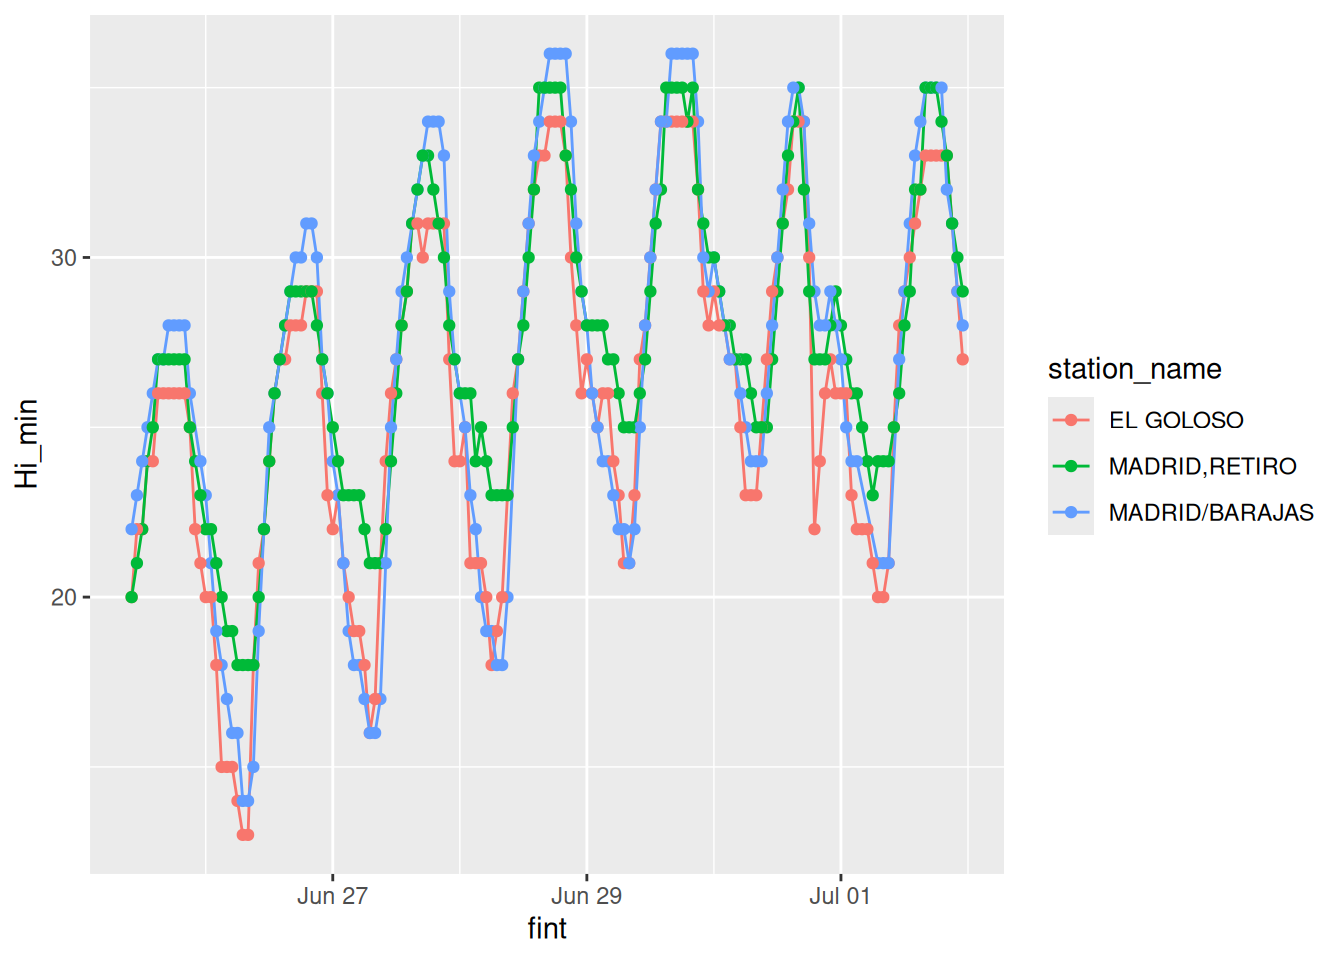 Hi_min
30
20
Jun 27
Jun 29
Jul 01
fint
station_name
EL GOLOSO
MADRID,RETIRO
MADRID/BARAJAS